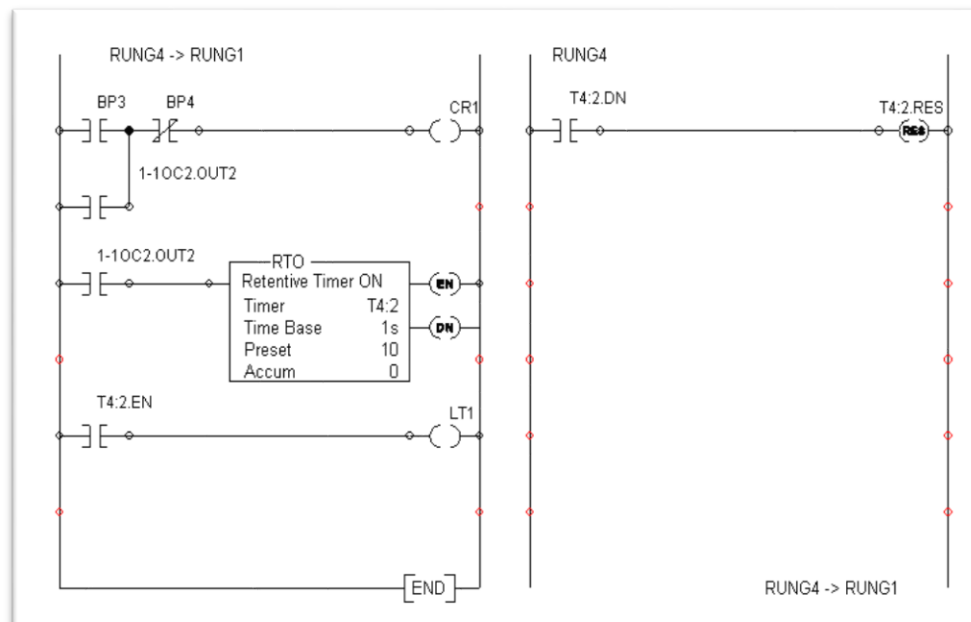 RUNG4 -> RUNG1
BP3 BP4 CR1
1-1OC2.OUT2
1-1OC2.OUT2
RTO
Retentive Timer ON
Timer T4:2
Time Base 1s
Preset 10
Accum 0
EN
DN
T4:2.EN LT1
END
RUNG4
T4:2.DN T4:2.RES
RES
RUNG4 -> RUNG1